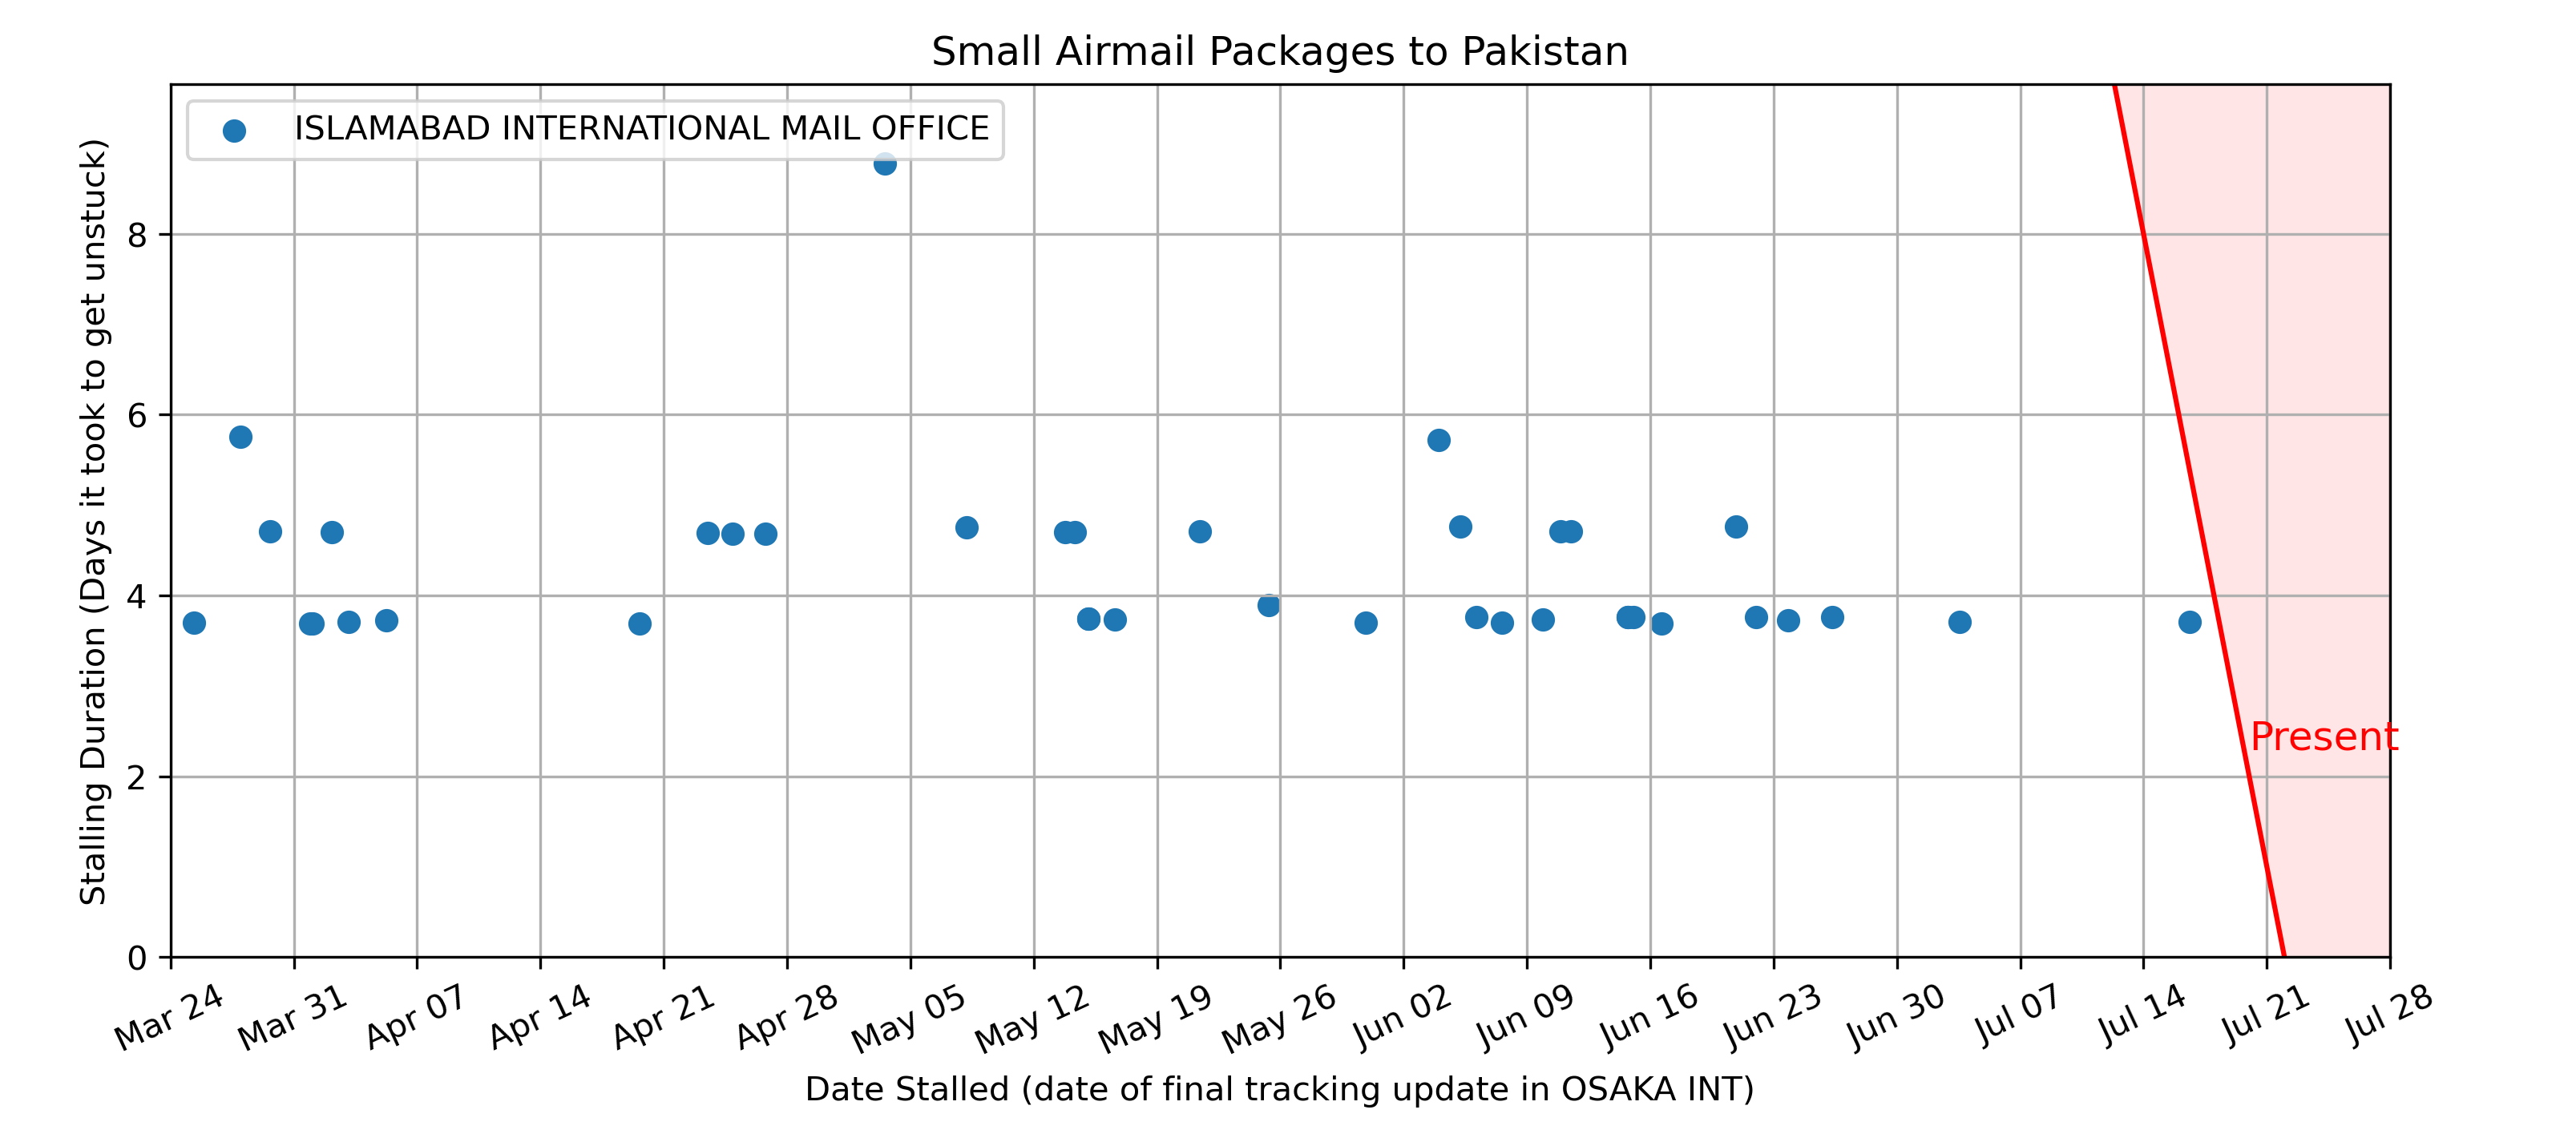 Small Airmail Packages to Pakistan
ISLAMABAD INTERNATIONAL MAIL OFFICE
Stalling Duration (Days it took to get unstuck)
8
6
4
2
0
Present
Mar 24
Mar 31
Apr 07
Apr 14
Apr 21
Apr 28
May 05
May 12
May 19
May 26
Jun 02
Jun 09
Jun 16
Jun 23
Jun 30
Jul 07
Jul 14
Jul 21
Jul 28
Date Stalled (date of final tracking update in OSAKA INT)